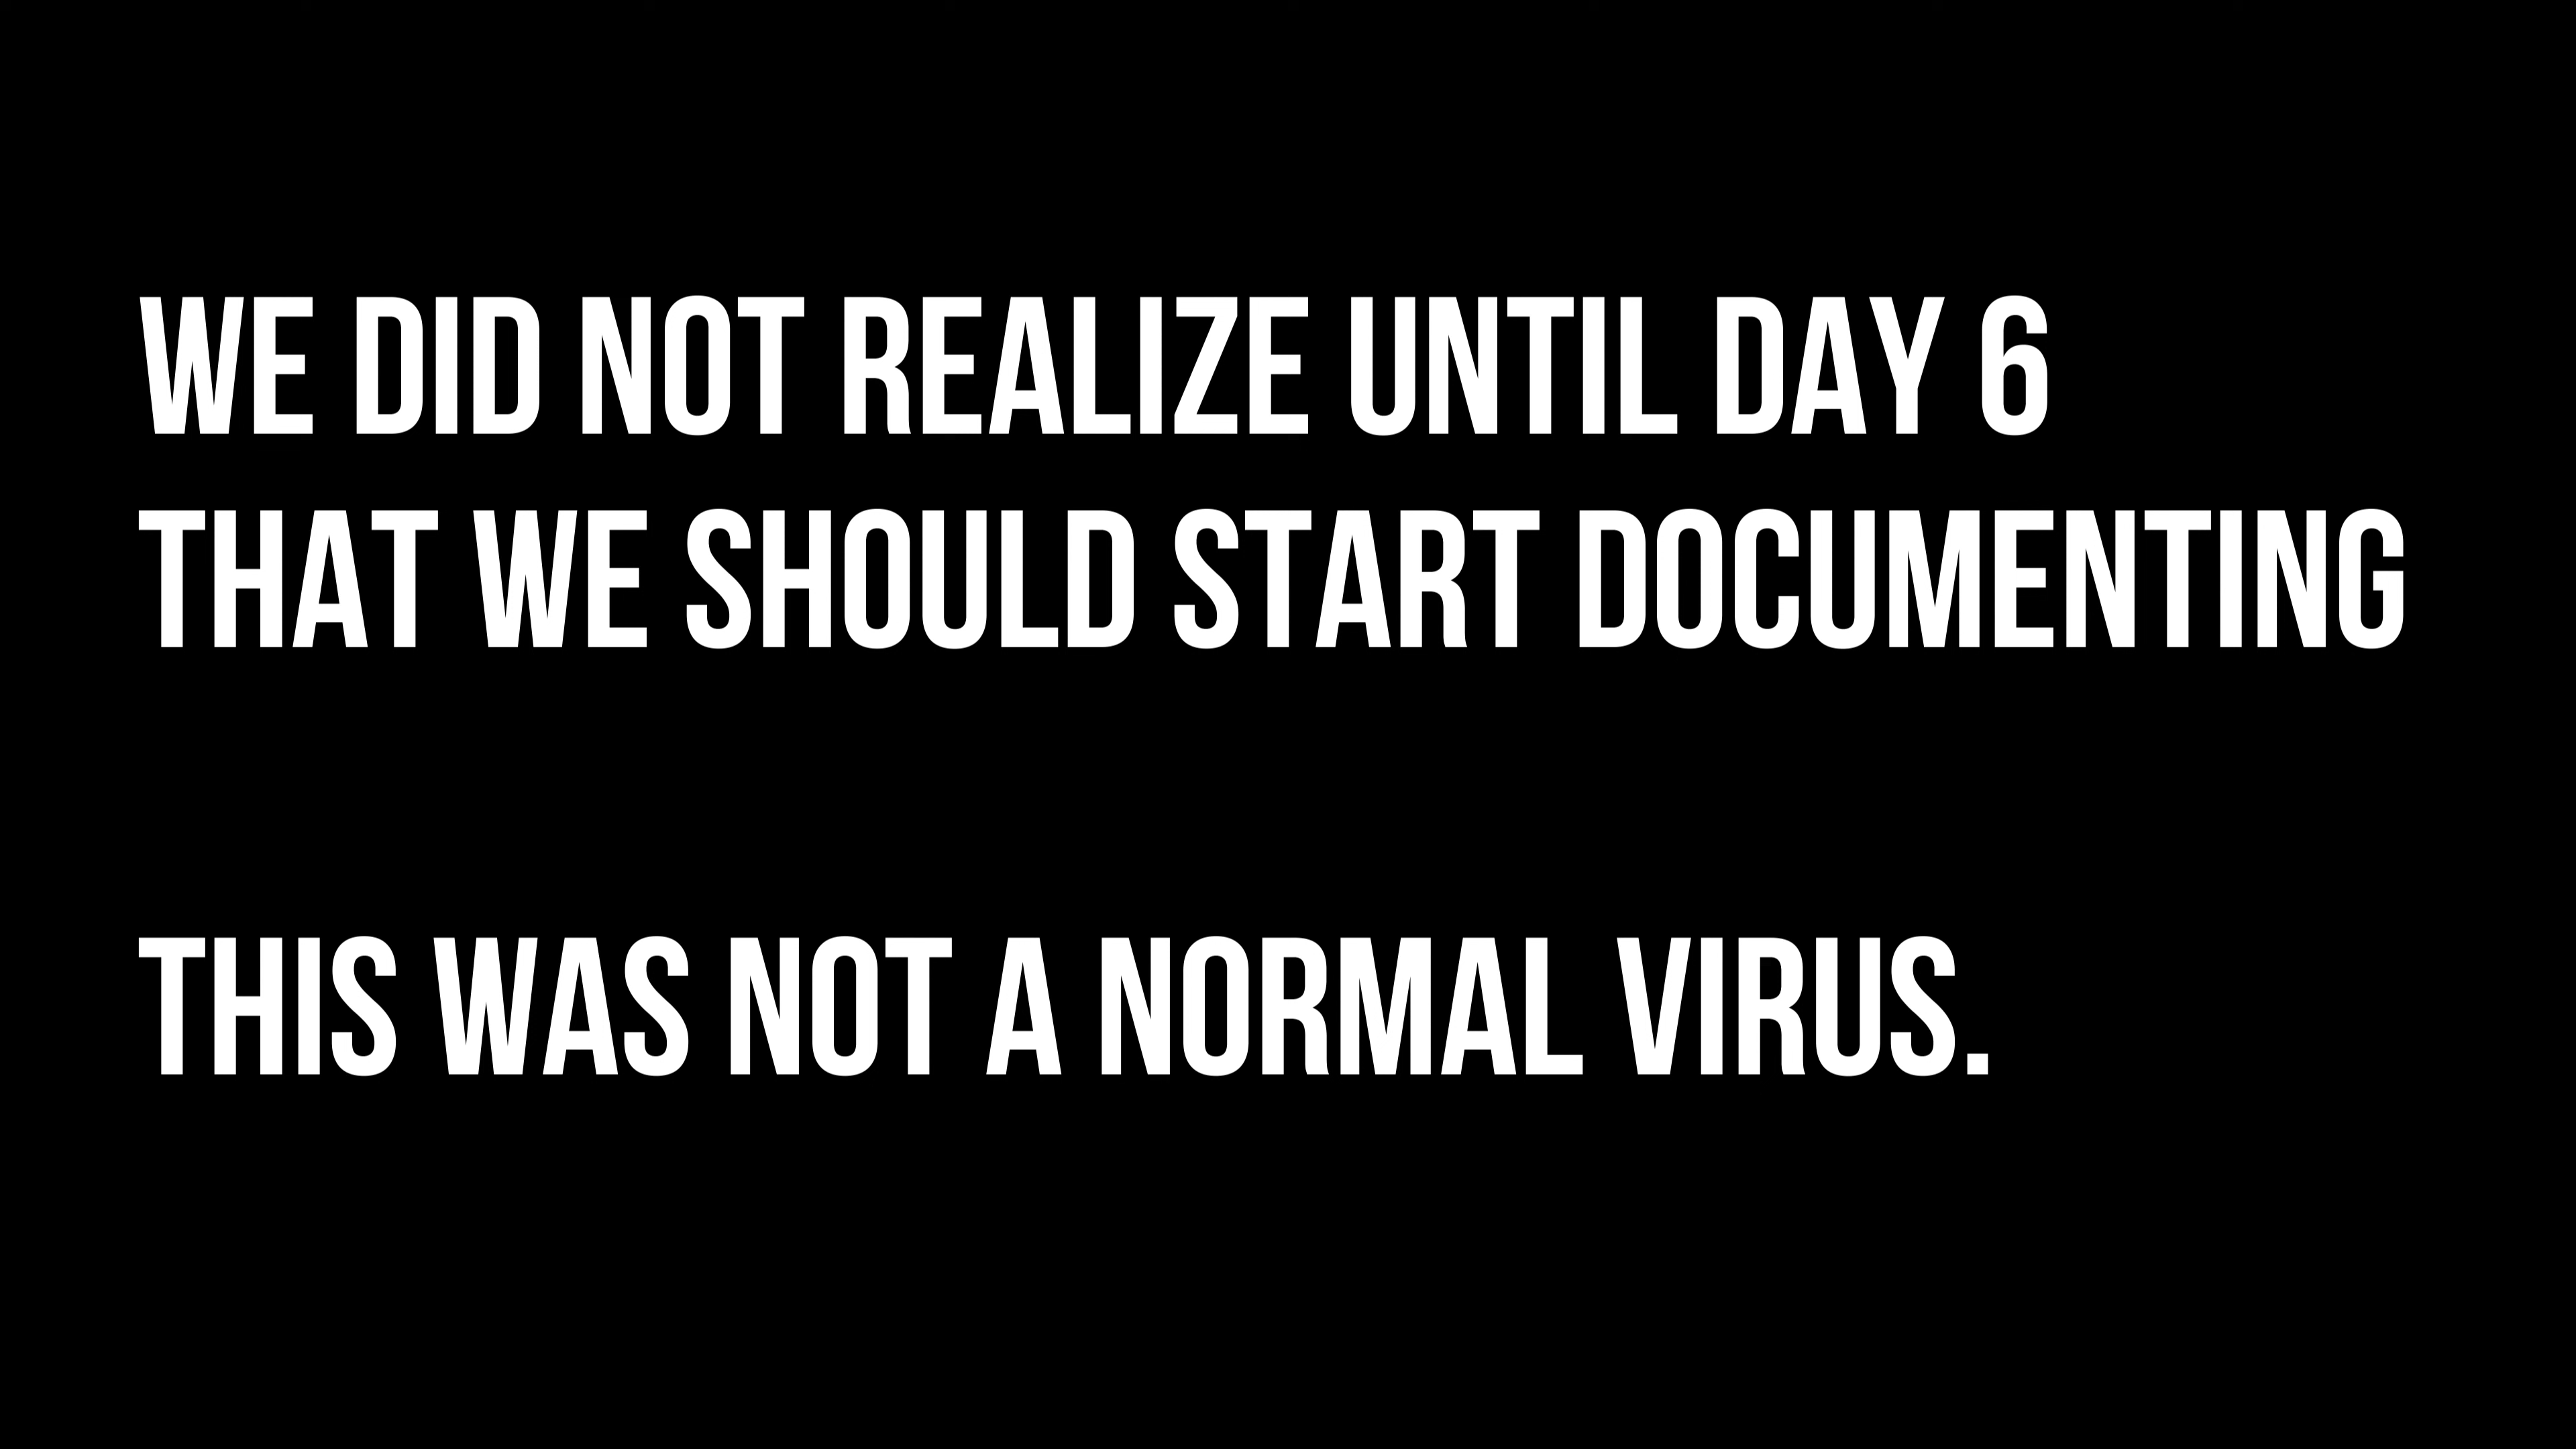 WE DID NOT REALIZE UNTIL DAY 6
THAT WE SHOULD START DOCUMENTING
THIS WAS NOT A NORMAL VIRUS.